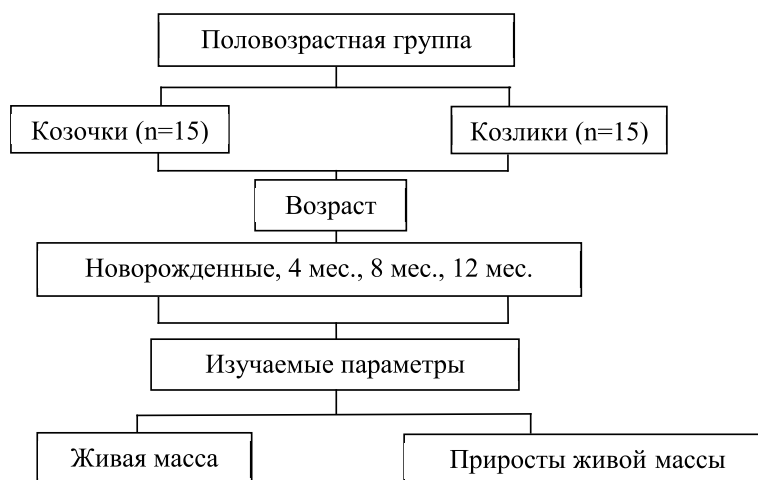 Половозрастная группа
Козочки (n=15)
Козлики (n=15)
Возраст
Новорожденные, 4 мес., 8 мес., 12 мес.
Изучаемые параметры
Живая масса
Приросты живой массы